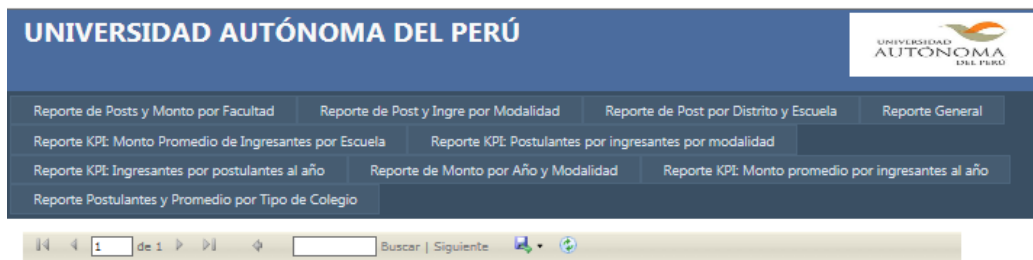 UNIVERSIDAD AUTÓNOMA DEL PERÚ
UNIVERSIDAD
AUTÓNOMA
DEL PERÚ
Reporte de Posts y Monto por Facultad Reporte de Post y Ingre por Modalidad Reporte de Post por Distrito y Escuela Reporte General
Reporte KPI: Monto Promedio de Ingresantes por Escuela Reporte KPI: Postulantes por ingresantes por modalidad
Reporte KPI: Ingresantes por postulantes al año Reporte de Monto por Año y Modalidad Reporte KPI: Monto promedio por ingresantes al año
Reporte Postulantes y Promedio por Tipo de Colegio
1 de 1 Buscar | Siguiente